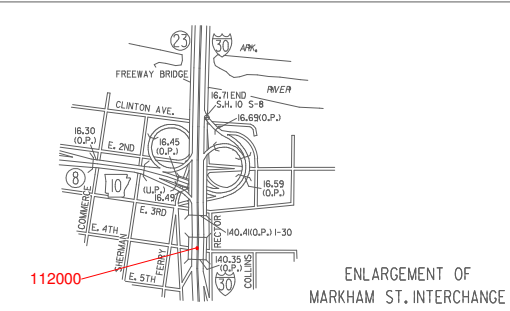 23
30
ARK.
FREEWAY BRIDGE
RIVER
16.71 END
S.H. 10 S-8
CLINTON AVE.
16.69(O.P.)
16.30
(O.P.)
E. 2ND
16.45
(O.P.)
8
10
(U.P.)
16.49
16.59
(O.P.)
COMMERCE
E. 3RD
E. 4TH
SHERMAN
FERRY
RECTOR
140.41(O.P.) I-30
140.35
(O.P.)
30
COLLINS
E. 5TH
112000
ENLARGEMENT OF
MARKHAM ST. INTERCHANGE